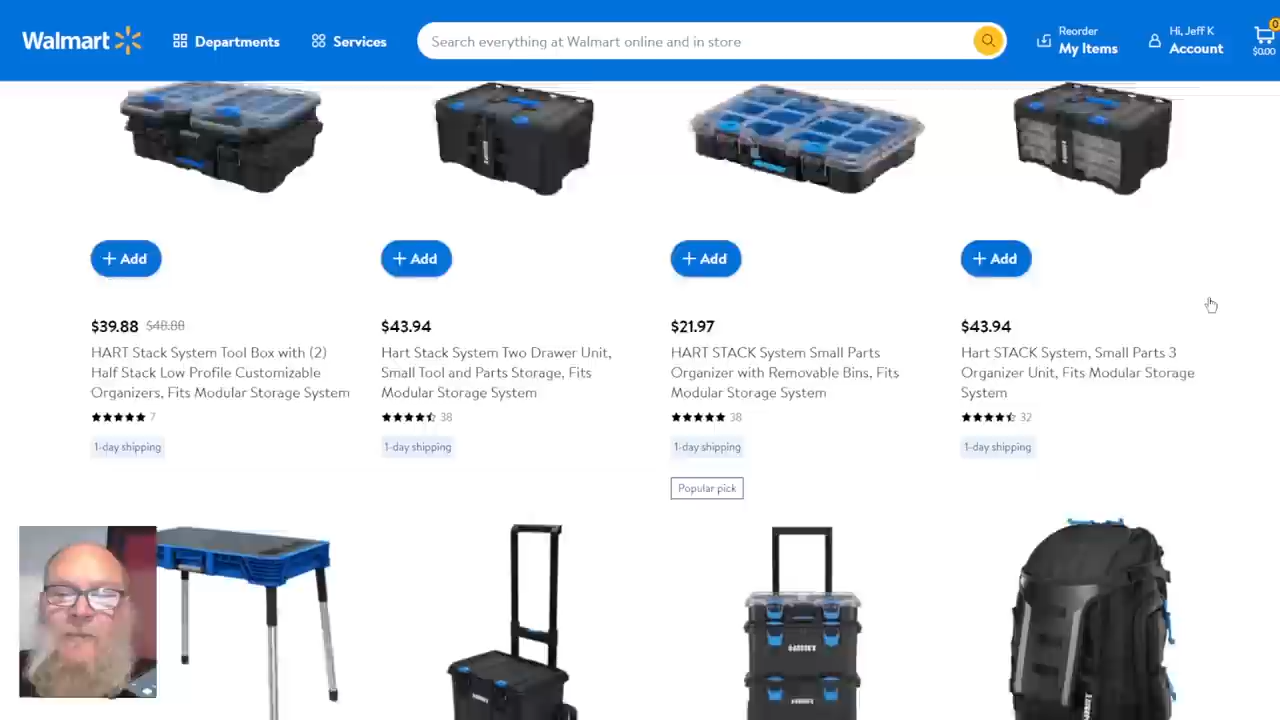 Walmart
Departments
Services
Search everything at Walmart online and in store
Reorder
My Items
Hi, Jeff K
Account
0
$0.00
+ Add
+ Add
+ Add
+ Add
$39.88 $48.88
HART Stack System Tool Box with (2)
Half Stack Low Profile Customizable
Organizers, Fits Modular Storage System
7
1-day shipping
$43.94
Hart Stack System Two Drawer Unit,
Small Tool and Parts Storage, Fits
Modular Storage System
38
1-day shipping
$21.97
HART STACK System Small Parts
Organizer with Removable Bins, Fits
Modular Storage System
38
1-day shipping
Popular pick
$43.94
Hart STACK System, Small Parts 3
Organizer Unit, Fits Modular Storage
System
32
1-day shipping